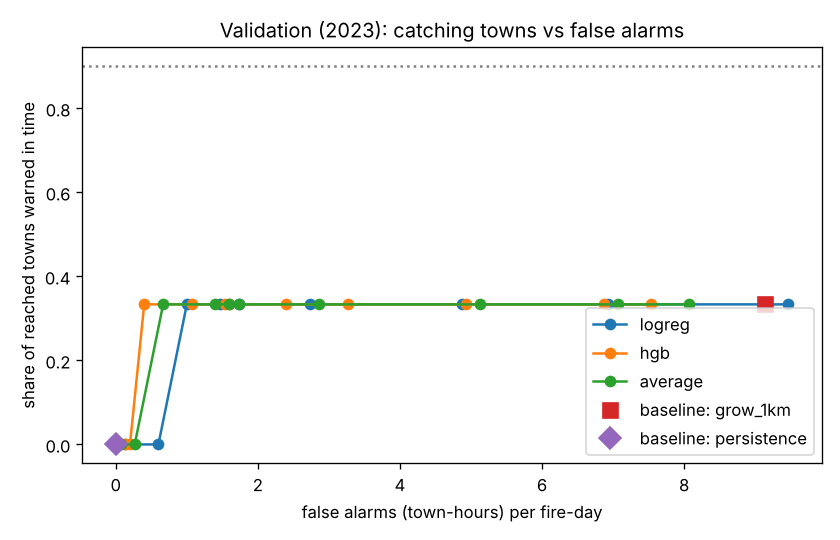 Validation (2023): catching towns vs false alarms
share of reached towns warned in time
0.8
0.6
0.4
0.2
0.0
0
2
4
6
8
false alarms (town-hours) per fire-day
logreg
hgb
average
baseline: grow_1km
baseline: persistence